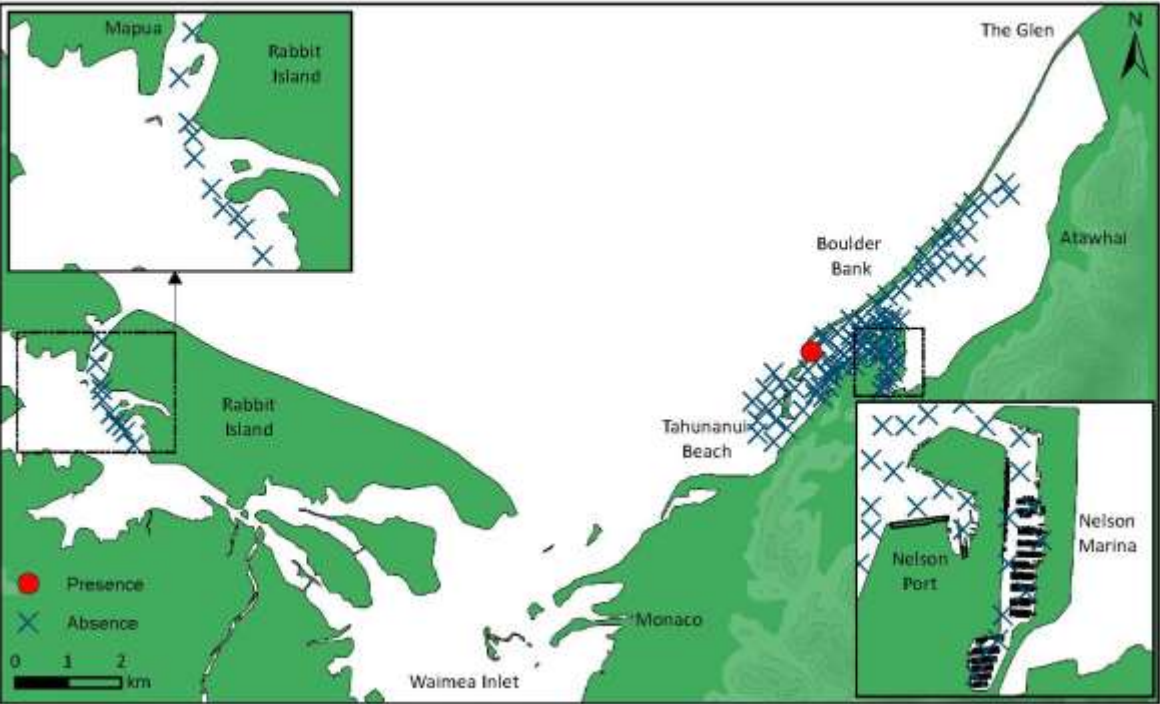 Mapua
Rabbit
Island
The Glen
N
Boulder
Bank
Atawhai
Rabbit
Island
Tahunanui
Beach
Nelson
Marina
Nelson
Port
Presence
Absence
Monaco
0 1 2
km
Waimea Inlet